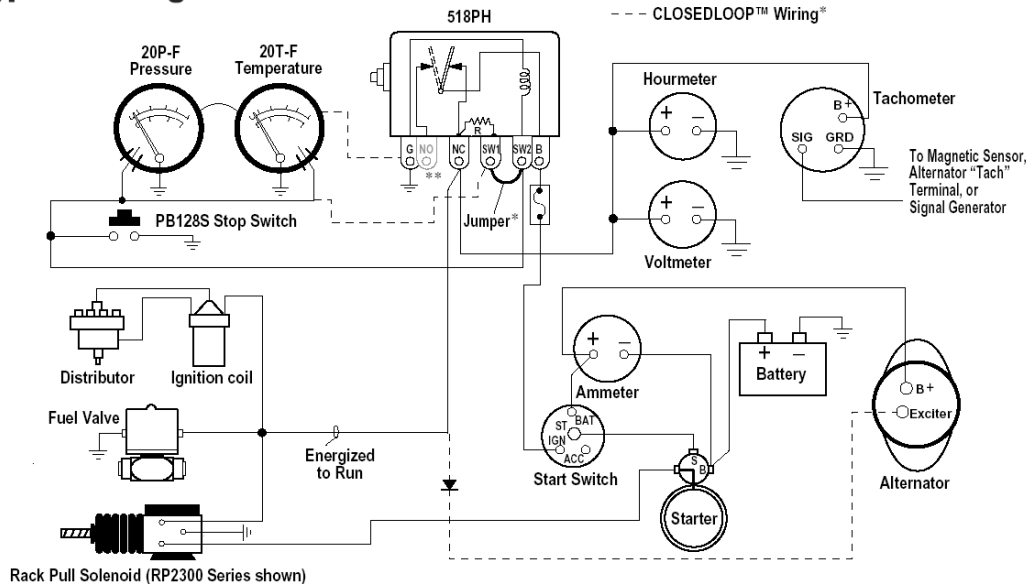 518PH
- - - CLOSEDLOOP™ Wiring*
20P-F
Pressure
20T-F
Temperature
Hourmeter
+ −
B+
Tachometer
SIG GRD
R
G NO NC SW1 SW2 B
**
Jumper*
To Magnetic Sensor,
Alternator “Tach”
Terminal, or
Signal Generator
PB128S Stop Switch
+ −
Voltmeter
Distributor
Ignition coil
+ −
Ammeter
+ −
Battery
B+
Exciter
Alternator
Fuel Valve
Energized
to Run
ST BAT
IGN
ACC
Start Switch
S
B
Starter
Rack Pull Solenoid (RP2300 Series shown)